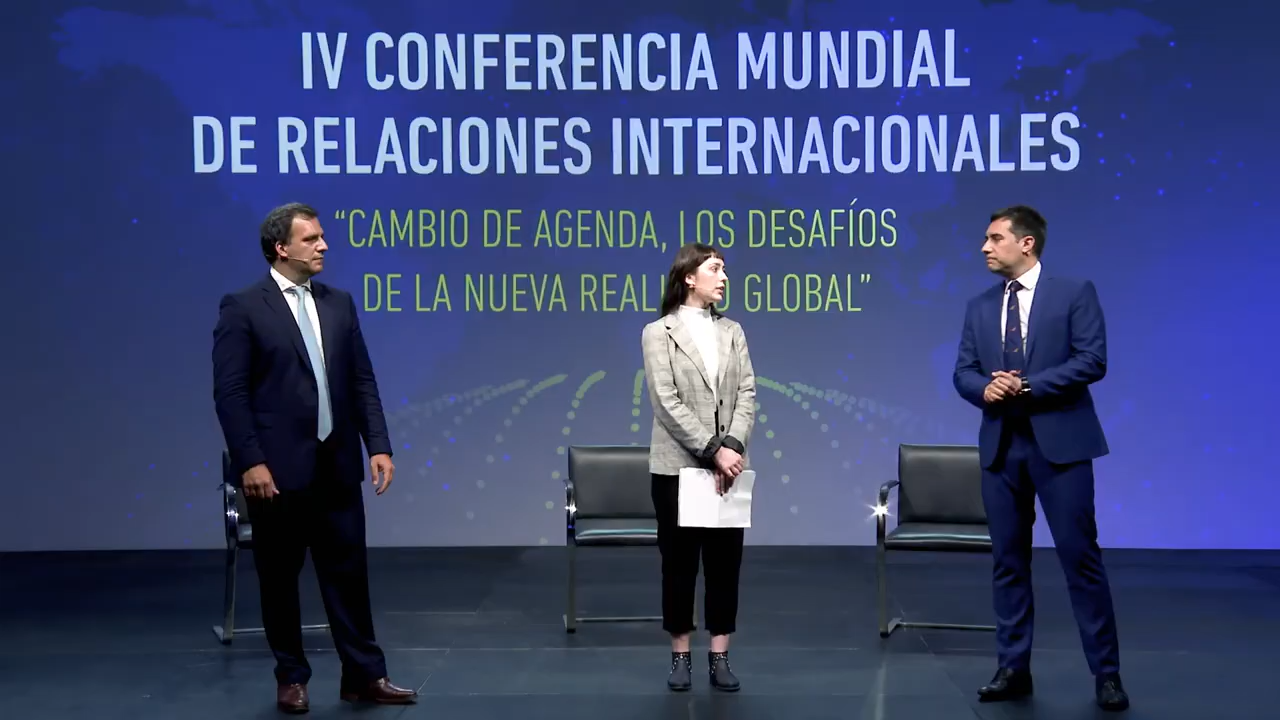 IV CONFERENCIA MUNDIAL
DE RELACIONES INTERNACIONALES
“CAMBIO DE AGENDA, LOS DESAFÍOS
DE LA NUEVA GLOBAL”